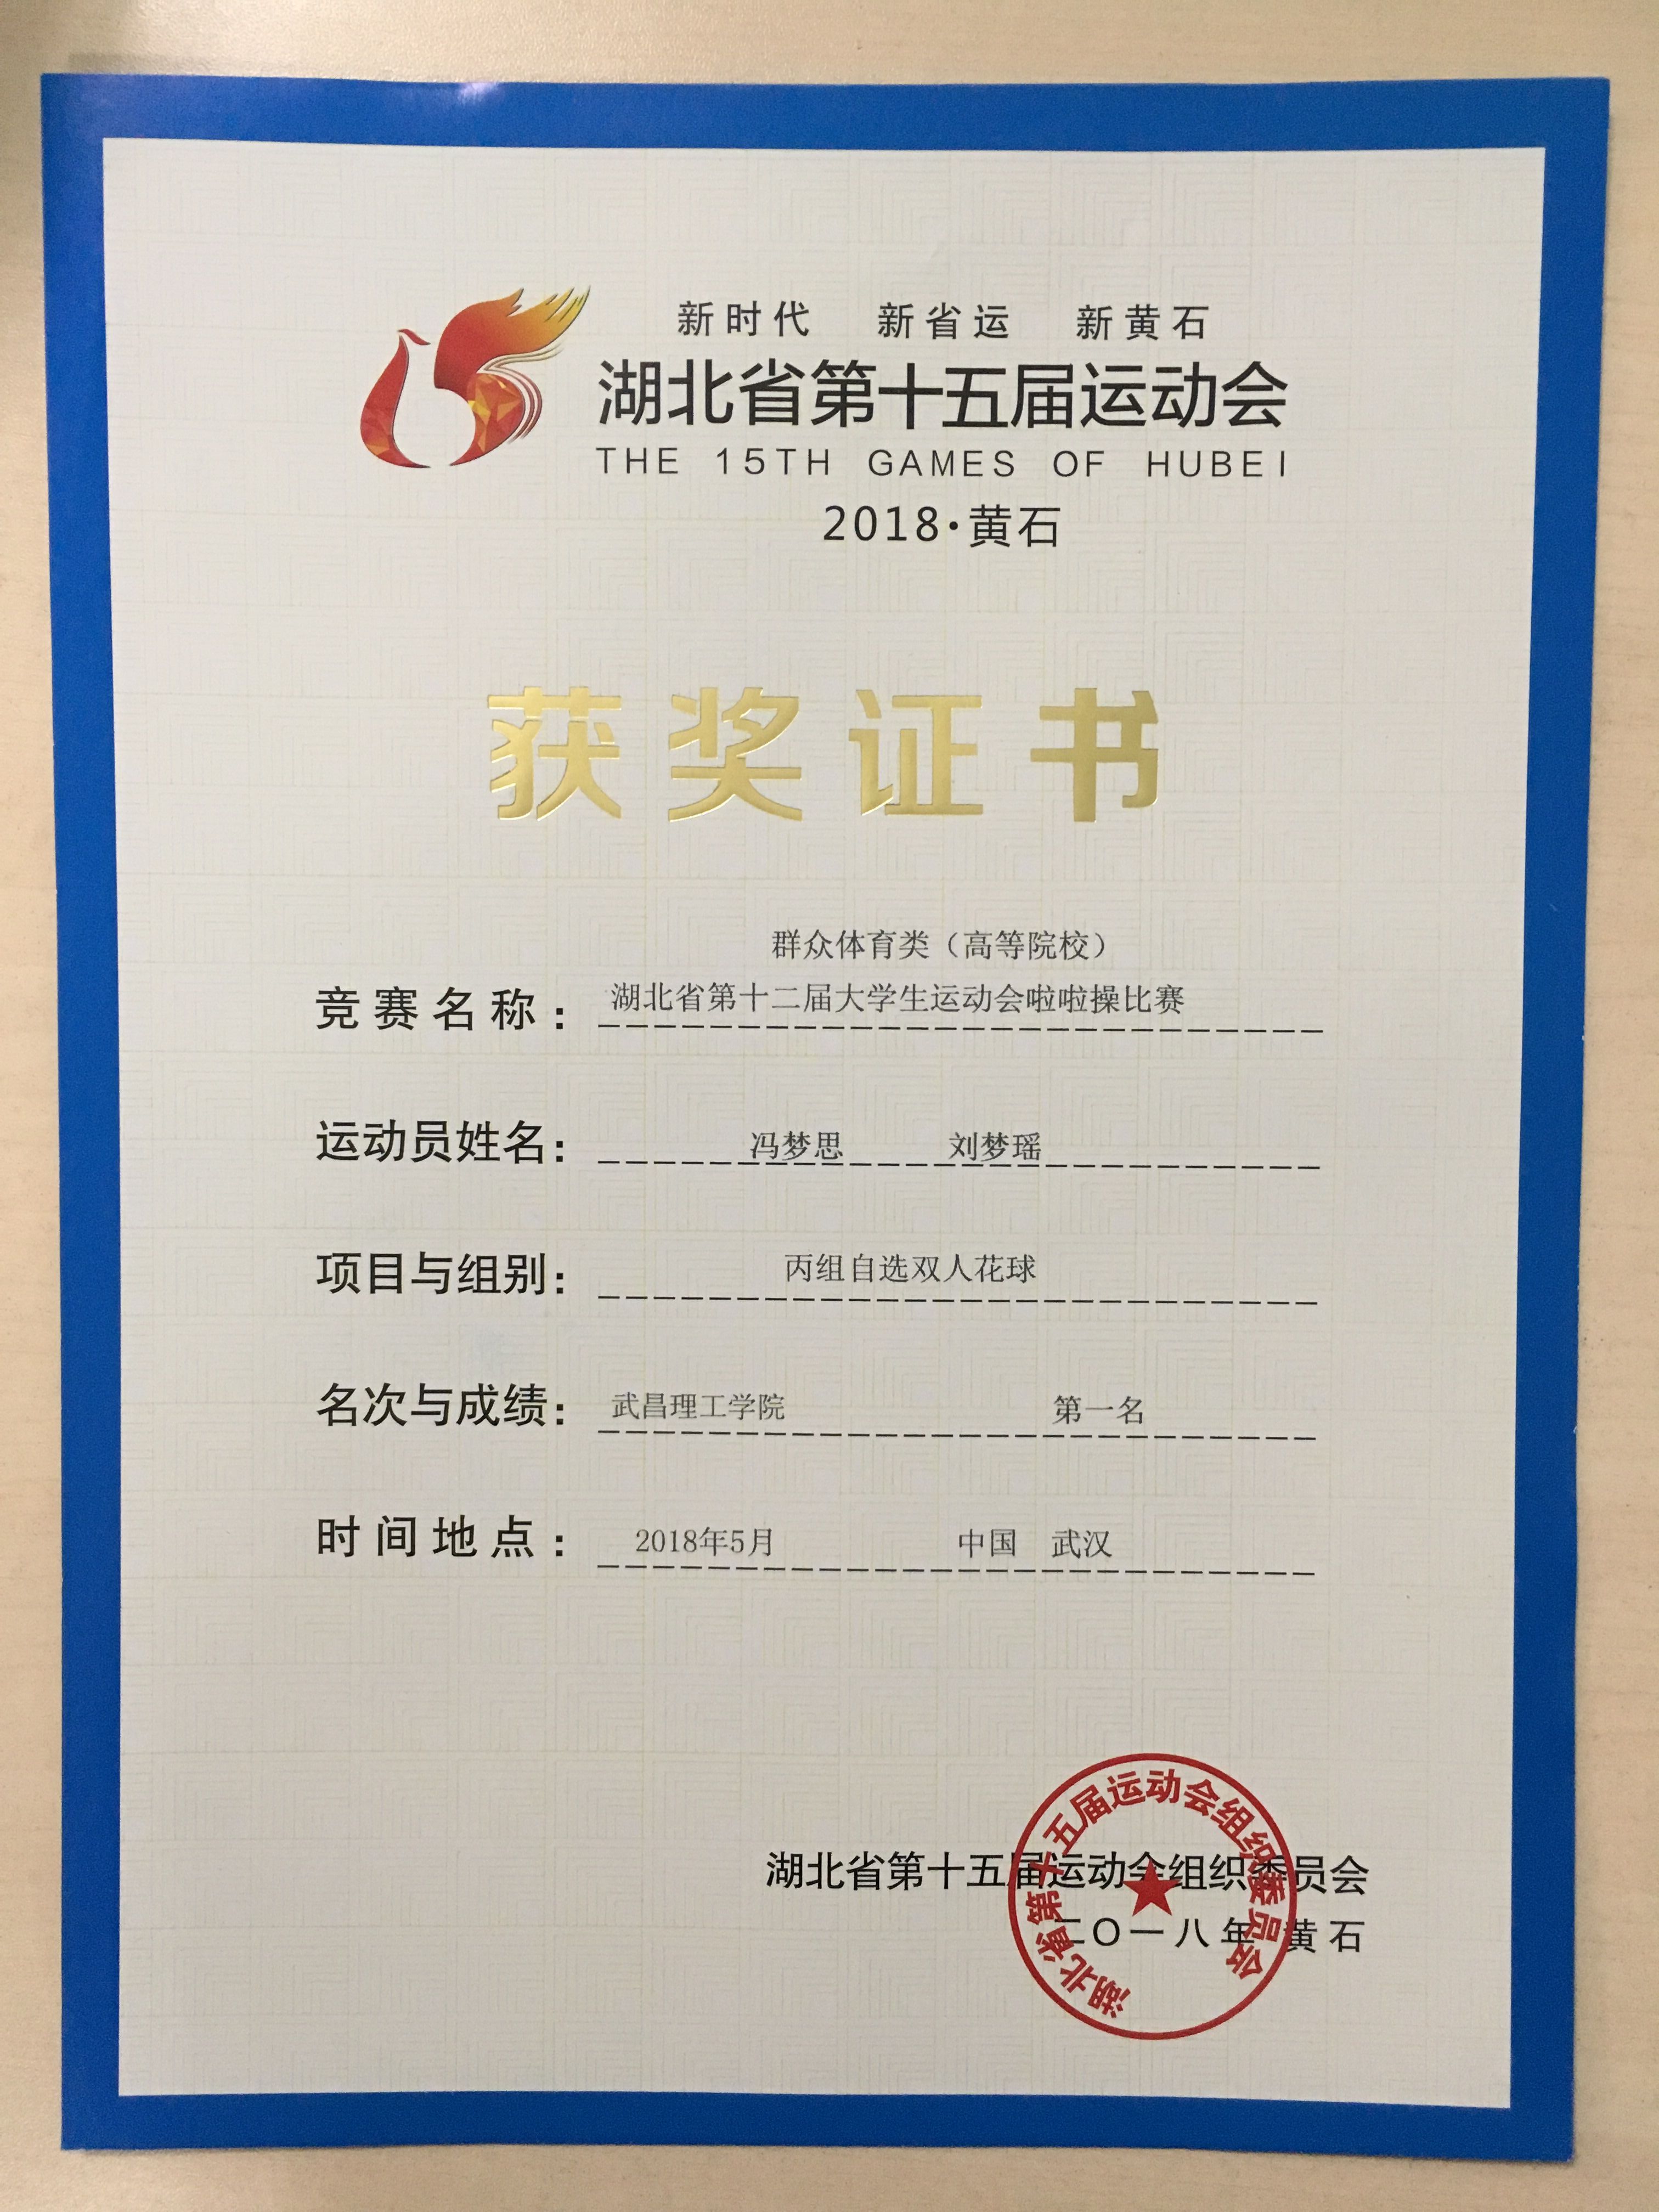 新时代 新省运 新黄石
湖北省第十五届运动会
THE 15TH GAMES OF HUBEI
2018·黄石
获奖证书
群众体育类（高等院校）
竞赛名称：湖北省第十二届大学生运动会啦啦操比赛
运动员姓名：冯梦思 刘梦瑶
项目与组别：丙组自选双人花球
名次与成绩：武昌理工学院 第一名
时间地点：2018年5月 中国 武汉
湖北省第十五届运动会组织委员会
二〇一八年 黄石
湖北省第十五届运动会组织委员会